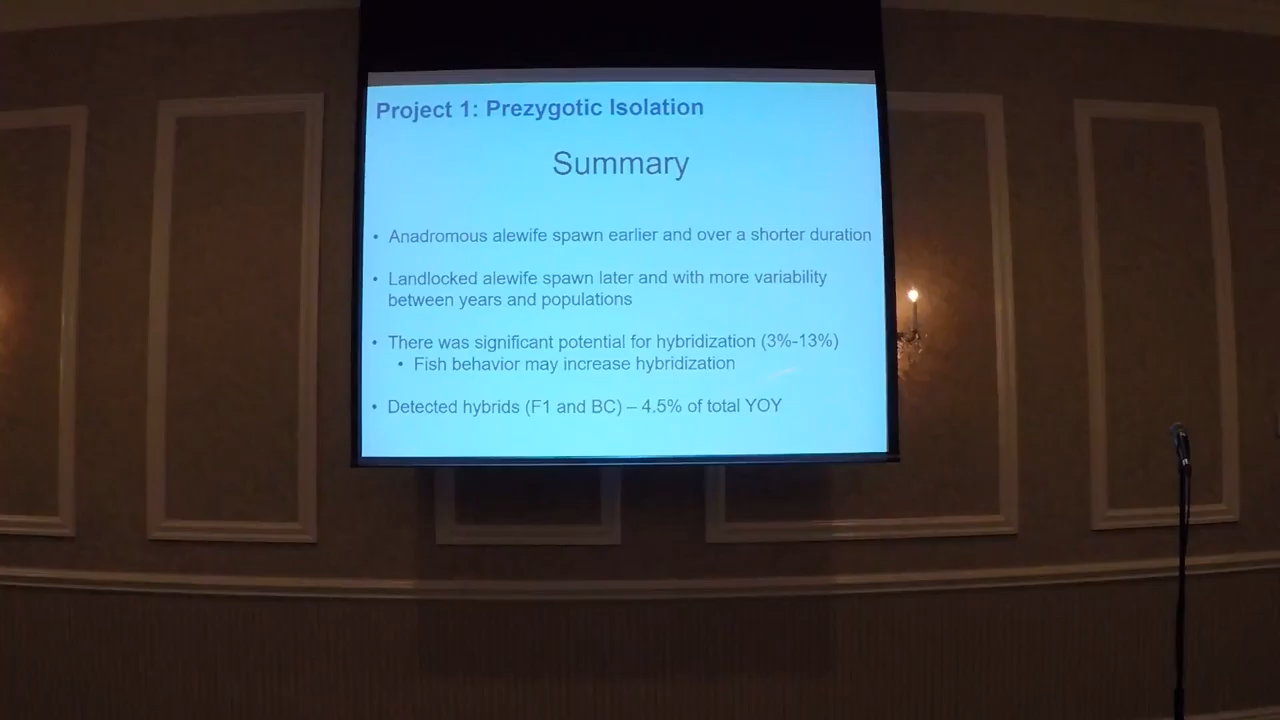 Project 1: Prezygotic Isolation
Summary
• Anadromous alewife spawn earlier and over a shorter duration
• Landlocked alewife spawn later and with more variability
between years and populations
• There was significant potential for hybridization (3%-13%)
• Fish behavior may increase hybridization
• Detected hybrids (F1 and BC) – 4.5% of total YOY